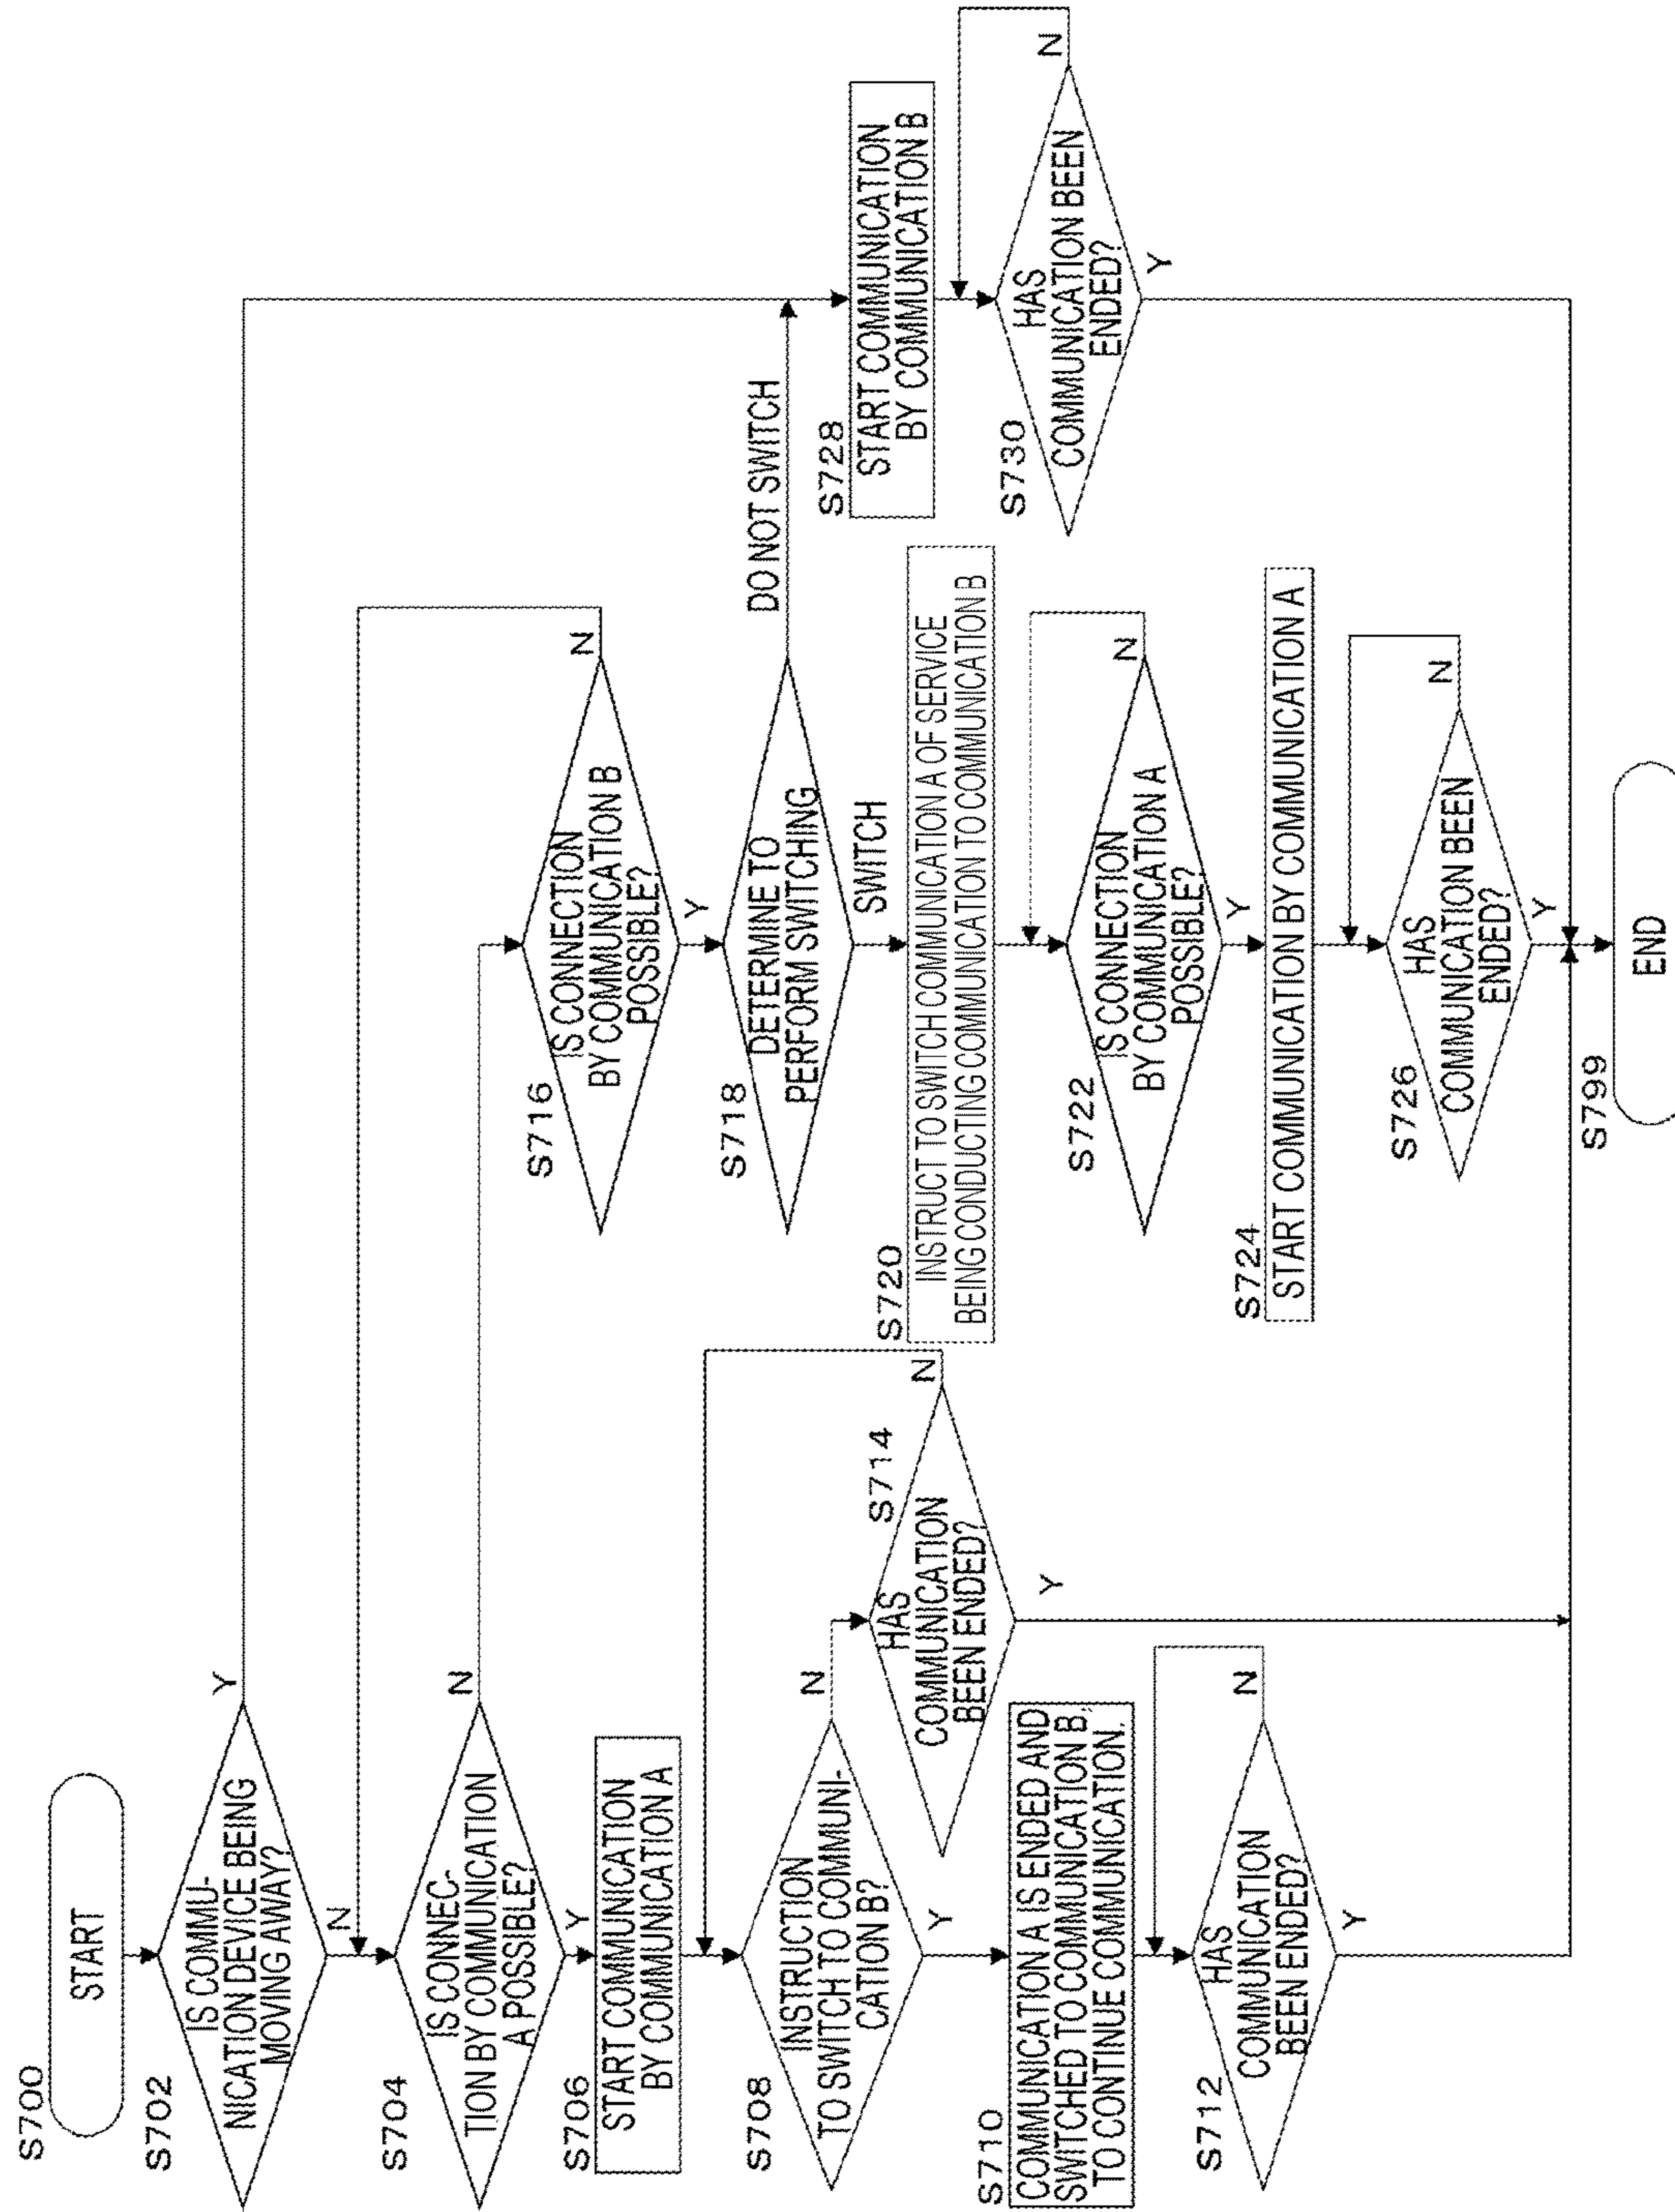 S700
START
S702
IS COMMU-
NICATION DEVICE BEING
MOVING AWAY?
Y
N
S704
IS CONNEC-
TION BY COMMUNICATION
A POSSIBLE?
N
Y
S706
START COMMUNICATION
BY COMMUNICATION A
S708
INSTRUCTION
TO SWITCH TO COMMUNI-
CATION B?
N
Y
S710
COMMUNICATION A IS ENDED AND
SWITCHED TO COMMUNICATION B,
TO CONTINUE COMMUNICATION.
S712
HAS
COMMUNICATION
BEEN ENDED?
N
Y
S714
HAS
COMMUNICATION
BEEN ENDED?
N
Y
S716
IS CONNECTION
BY COMMUNICATION B
POSSIBLE?
N
Y
S718
DETERMINE TO
PERFORM SWITCHING
DO NOT SWITCH
SWITCH
S720
INSTRUCT TO SWITCH COMMUNICATION A OF SERVICE
BEING CONDUCTING COMMUNICATION TO COMMUNICATION B
S722
IS CONNECTION
BY COMMUNICATION A
POSSIBLE?
N
Y
S724
START COMMUNICATION BY COMMUNICATION A
S726
HAS
COMMUNICATION BEEN
ENDED?
N
Y
S728
START COMMUNICATION
BY COMMUNICATION B
S730
HAS
COMMUNICATION BEEN
ENDED?
N
Y
S799
END